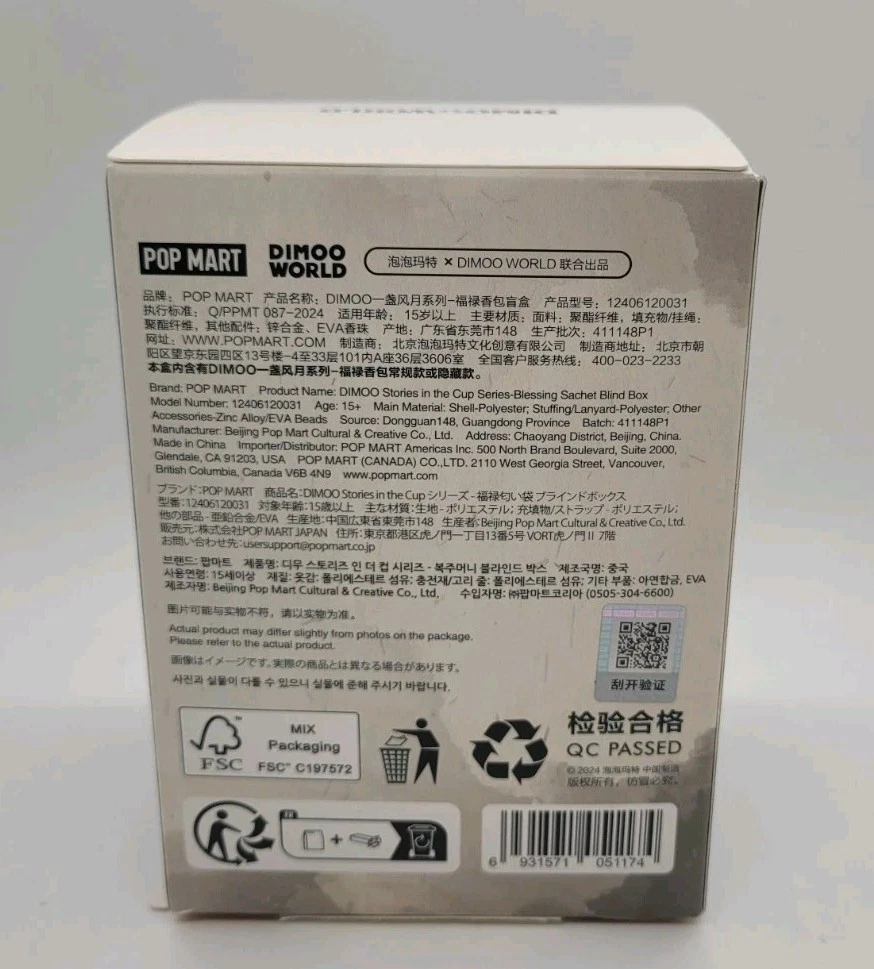 POP MART DIMOO WORLD 泡泡玛特 × DIMOO WORLD 联合出品
品牌：POP MART 产品名称：DIMOO一盏风月系列-福禄香包盲盒 产品型号：12406120031
执行标准：Q/PPMT 087-2024 适用年龄：15岁以上 主要材质：面料：聚酯纤维，填充物/挂绳：
聚酯纤维，其他配件：锌合金、EVA香珠 产地：广东省东莞市148 生产批次：411148P1
网址：WWW.POPMART.COM 制造商：北京泡泡玛特文化创意有限公司 制造商地址：北京市朝
阳区望京东园四区13号楼-4至33层101内A座36层3606室 全国客户服务热线：400-023-2233
本盒内含有DIMOO一盏风月系列-福禄香包常规款或隐藏款。
Brand: POP MART Product Name: DIMOO Stories in the Cup Series-Blessing Sachet Blind Box
Model Number: 12406120031 Age: 15+ Main Material: Shell-Polyester; Stuffing/Lanyard-Polyester; Other
Accessories-Zinc Alloy/EVA Beads Source: Dongguan148, Guangdong Province Batch: 411148P1
Manufacturer: Beijing Pop Mart Cultural & Creative Co., Ltd. Address: Chaoyang District, Beijing, China.
Made in China Importer/Distributor: POP MART Americas Inc. 500 North Brand Boulevard, Suite 2000,
Glendale, CA 91203, USA POP MART (CANADA) CO.,LTD. 2110 West Georgia Street, Vancouver,
British Columbia, Canada V6B 4N9 www.popmart.com
ブランド:POP MART 商品名:DIMOO Stories in the Cup シリーズ - 福禄匂い袋 ブラインドボックス
型番:12406120031 対象年齢:15歳以上 主な材質:生地 - ポリエステル; 充填物/ストラップ - ポリエステル;
他の部品 - 亜鉛合金/EVA 生産地:中国広東省東莞市148 生産者:Beijing Pop Mart Cultural & Creative Co., Ltd.
販売元:株式会社POP MART JAPAN 住所:東京都港区虎ノ門一丁目13番5号 VORT虎ノ門 II 7階
お問い合わせ先:usersupport@popmart.co.jp
브랜드: 팝마트 제품명: 디무 스토리즈 인 더 컵 시리즈 - 복주머니 블라인드 박스 제조국명: 중국
사용연령: 15세이상 재질: 옷감: 폴리에스테르 섬유; 충전재/고리 줄: 폴리에스테르 섬유; 기타 부품: 아연합금, EVA
제조자명: Beijing Pop Mart Cultural & Creative Co., Ltd. 수입자명: ㈜팝마트코리아 (0505-304-6600)
图片可能与实物不符，请以实物为准。
Actual product may differ slightly from photos on the package.
Please refer to the actual product.
画像はイメージです。実際の商品とは異なる場合があります。
사진과 실물이 다를 수 있으니 실물에 준해 주시기 바랍니다.
刮开验证
FSC™
MIX
Packaging
FSC™ C197572
检验合格
QC PASSED
© 2024 泡泡玛特 中国制造
版权所有，仿冒必究。
6 931571 051174